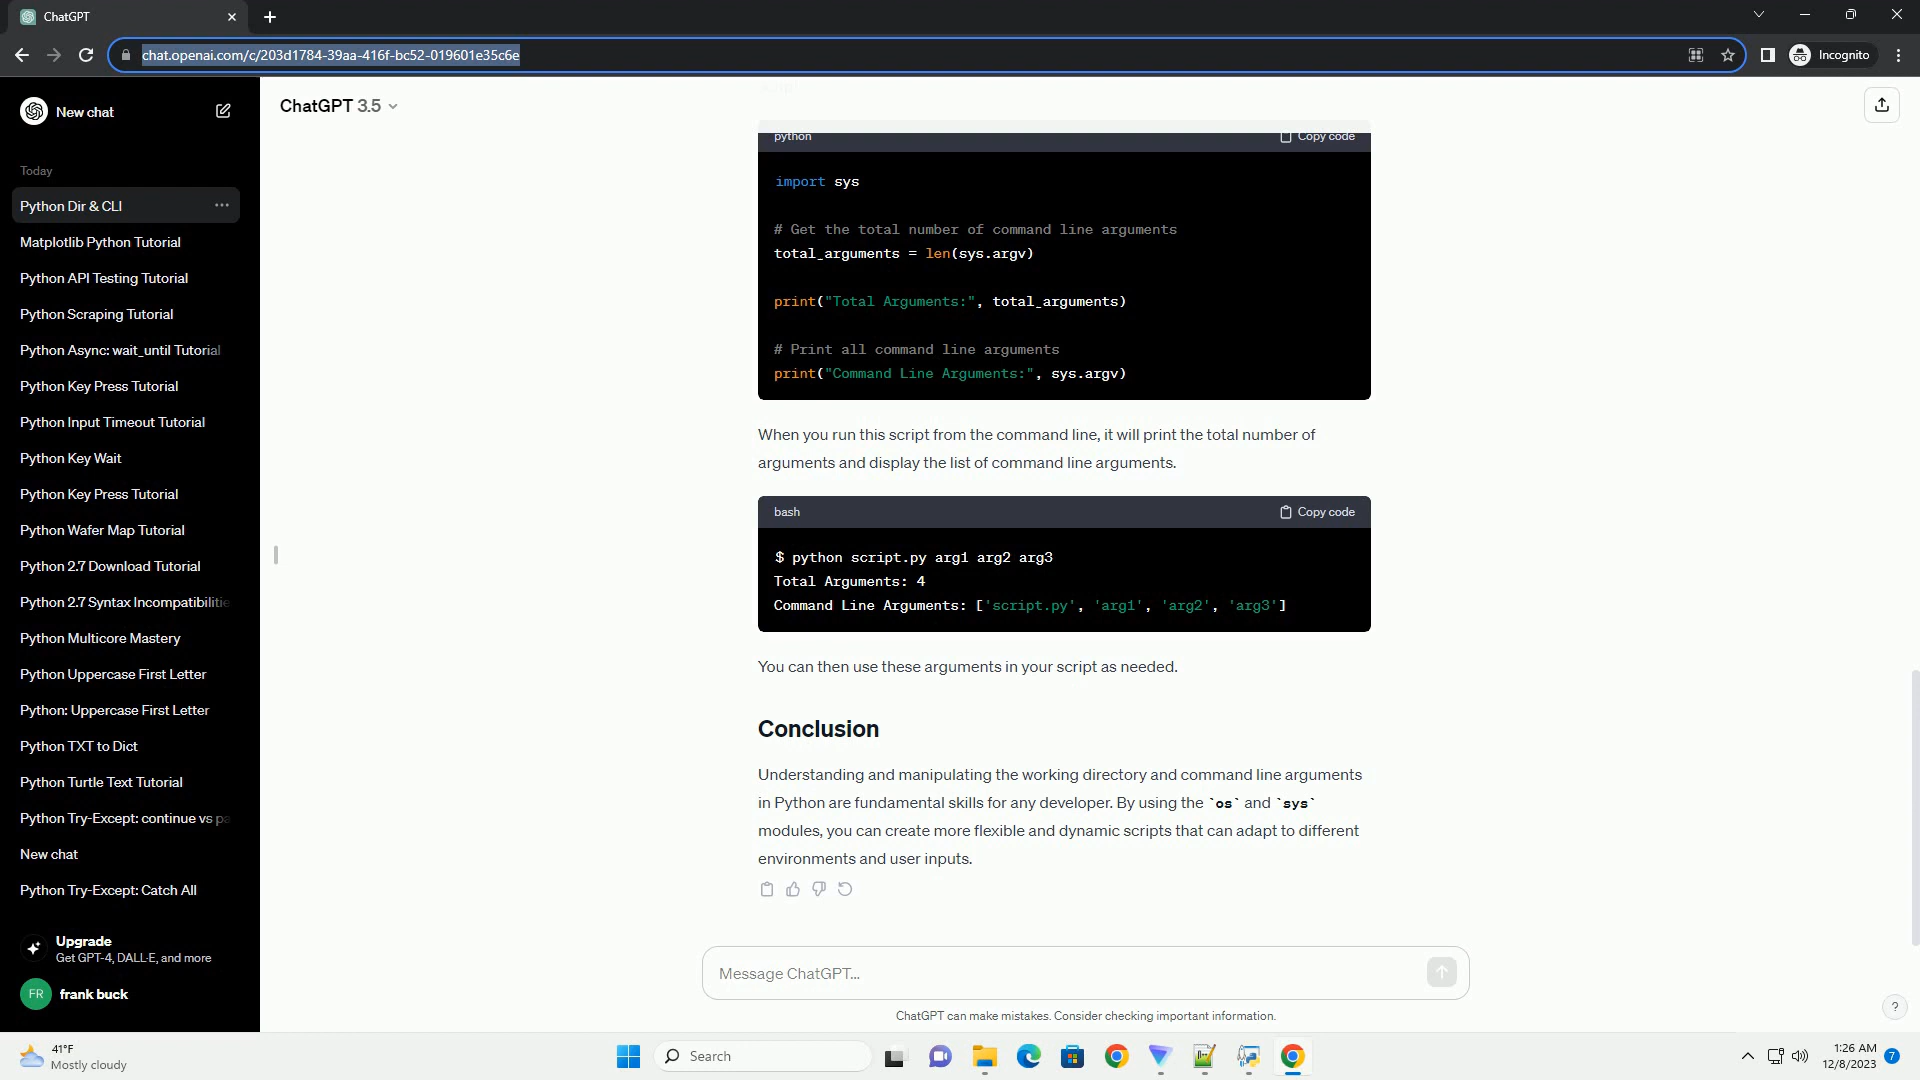 ChatGPT
chat.openai.com/c/203d1784-39aa-416f-bc52-019601e35c6e
Incognito
New chat
Today
Python Dir & CLI
Matplotlib Python Tutorial
Python API Testing Tutorial
Python Scraping Tutorial
Python Async: wait_until Tutorial
Python Key Press Tutorial
Python Input Timeout Tutorial
Python Key Wait
Python Key Press Tutorial
Python Wafer Map Tutorial
Python 2.7 Download Tutorial
Python 2.7 Syntax Incompatibilitie
Python Multicore Mastery
Python Uppercase First Letter
Python: Uppercase First Letter
Python TXT to Dict
Python Turtle Text Tutorial
Python Try-Except: continue vs pa
New chat
Python Try-Except: Catch All
Upgrade
Get GPT-4, DALL·E, and more
FR frank buck
ChatGPT 3.5
python Copy code
import sys
# Get the total number of command line arguments
total_arguments = len(sys.argv)
print("Total Arguments:", total_arguments)
# Print all command line arguments
print("Command Line Arguments:", sys.argv)
When you run this script from the command line, it will print the total number of
arguments and display the list of command line arguments.
bash Copy code
$ python script.py arg1 arg2 arg3
Total Arguments: 4
Command Line Arguments: ['script.py', 'arg1', 'arg2', 'arg3']
You can then use these arguments in your script as needed.
Conclusion
Understanding and manipulating the working directory and command line arguments
in Python are fundamental skills for any developer. By using the `os` and `sys`
modules, you can create more flexible and dynamic scripts that can adapt to different
environments and user inputs.
Message ChatGPT...
ChatGPT can make mistakes. Consider checking important information.
?
41°F
Mostly cloudy
Search
1:26 AM
12/8/2023
7